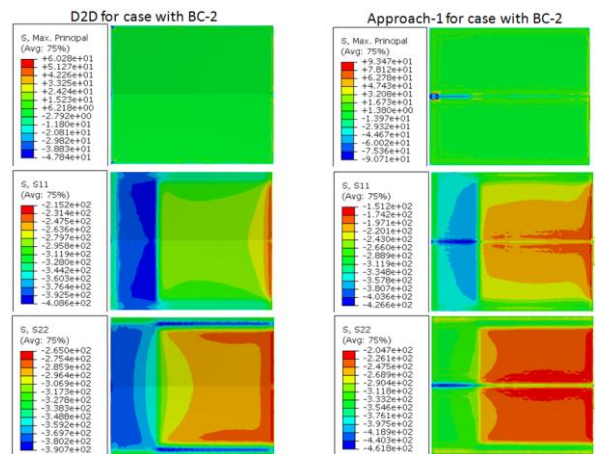 D2D for case with BC-2
S, Max. Principal
(Avg: 75%)
+6.028e+01
+5.127e+01
+4.226e+01
+3.325e+01
+2.424e+01
+1.523e+01
+6.218e+00
-2.792e+00
-1.180e+01
-2.081e+01
-2.982e+01
-3.883e+01
-4.784e+01
S, S11
(Avg: 75%)
-2.152e+02
-2.314e+02
-2.475e+02
-2.636e+02
-2.797e+02
-2.958e+02
-3.119e+02
-3.280e+02
-3.442e+02
-3.603e+02
-3.764e+02
-3.925e+02
-4.086e+02
S, S22
(Avg: 75%)
-2.650e+02
-2.754e+02
-2.859e+02
-2.964e+02
-3.069e+02
-3.173e+02
-3.278e+02
-3.383e+02
-3.488e+02
-3.592e+02
-3.697e+02
-3.802e+02
-3.907e+02
Approach-1 for case with BC-2
S, Max. Principal
(Avg: 75%)
+9.347e+01
+7.812e+01
+6.278e+01
+4.743e+01
+3.208e+01
+1.673e+01
+1.380e+00
-1.397e+01
-2.932e+01
-4.467e+01
-6.002e+01
-7.536e+01
-9.071e+01
S, S11
(Avg: 75%)
-1.512e+02
-1.742e+02
-1.971e+02
-2.201e+02
-2.430e+02
-2.660e+02
-2.889e+02
-3.119e+02
-3.348e+02
-3.578e+02
-3.807e+02
-4.036e+02
-4.266e+02
S, S22
(Avg: 75%)
-2.047e+02
-2.261e+02
-2.475e+02
-2.689e+02
-2.904e+02
-3.118e+02
-3.332e+02
-3.546e+02
-3.761e+02
-3.975e+02
-4.189e+02
-4.403e+02
-4.618e+02